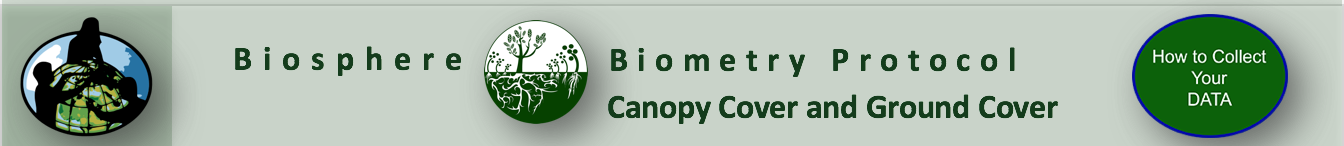 Biosphere
Biometry Protocol
Canopy Cover and Ground Cover
How to Collect
Your
DATA